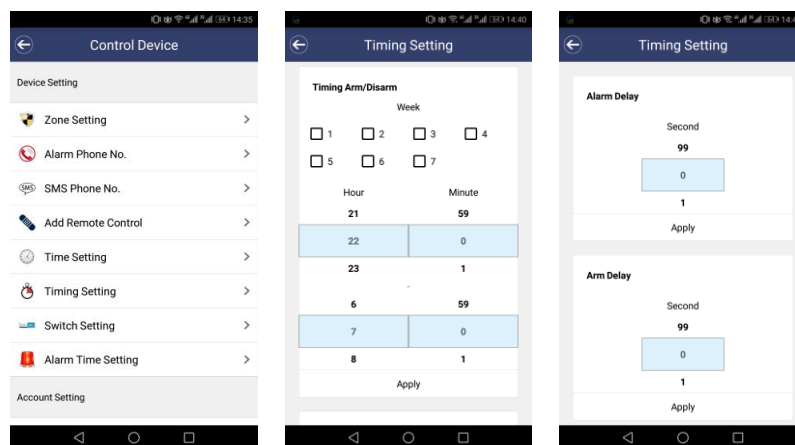 14:35
Control Device
Device Setting
Zone Setting
Alarm Phone No.
SMS
SMS Phone No.
Add Remote Control
Time Setting
Timing Setting
Switch Setting
Alarm Time Setting
Account Setting
14:40
Timing Setting
Timing Arm/Disarm
Week
1 2 3 4
5 6 7
Hour Minute
21 59
22 0
23 1
-
6 59
7 0
8 1
Apply
Timing Setting
Alarm Delay
Second
99
0
1
Apply
Arm Delay
Second
99
0
1
Apply